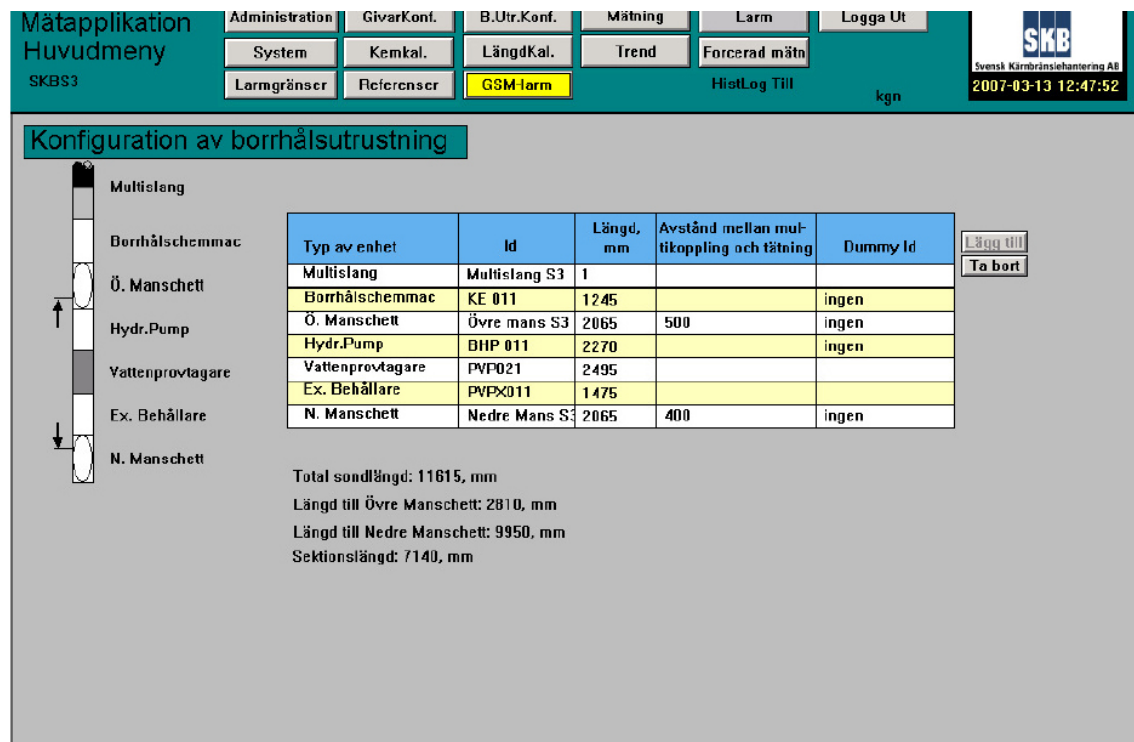 Mätapplikation
Huvudmeny
SKBS3
Administration GivarKonf. B.Utr.Konf. Mätning Larm Logga Ut
System Kemkal. LängdKal. Trend Forcerad mätn
Larmgränser Referenser GSM-larm HistLog Till kgn
SKB
Svensk Kärnbränslehantering AB
2007-03-13 12:47:52
Konfiguration av borrhålsutrustning
Multislang
Borrhålschemmac
Ö. Manschett
Hydr.Pump
Vattenprovtagare
Ex. Behållare
N. Manschett
Typ av enhet Id Längd, mm Avstånd mellan mul-tikoppling och tätning Dummy Id
Multislang Multislang S3 1
Borrhålschemmac KE 011 1245 ingen
Ö. Manschett Övre mans S3 2065 500 ingen
Hydr.Pump BHP 011 2270 ingen
Vattenprovtagare PVP021 2495
Ex. Behållare PVPX011 1475
N. Manschett Nedre Mans S3 2065 400 ingen
Lägg till
Ta bort
Total sondlängd: 11615, mm
Längd till Övre Manschett: 2810, mm
Längd till Nedre Manschett: 9950, mm
Sektionslängd: 7140, mm